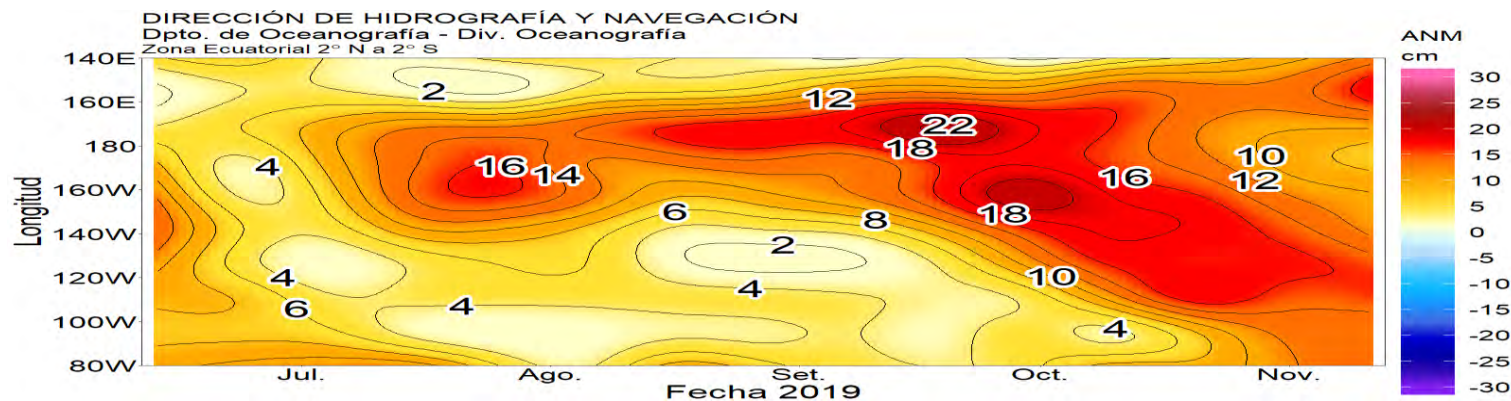 DIRECCIÓN DE HIDROGRAFÍA Y NAVEGACIÓN
Dpto. de Oceanografía - Div. Oceanografía
Zona Ecuatorial 2° N a 2° S
ANM
cm
140E
160E
180
160W
140W
120W
100W
80W
Longitud
2
12
22
18
4
16
14
16
10
12
6
8
18
2
4
4
10
6
4
4
Jul.
Ago.
Set.
Oct.
Nov.
Fecha 2019
30
25
20
15
10
5
0
-5
-10
-15
-20
-25
-30